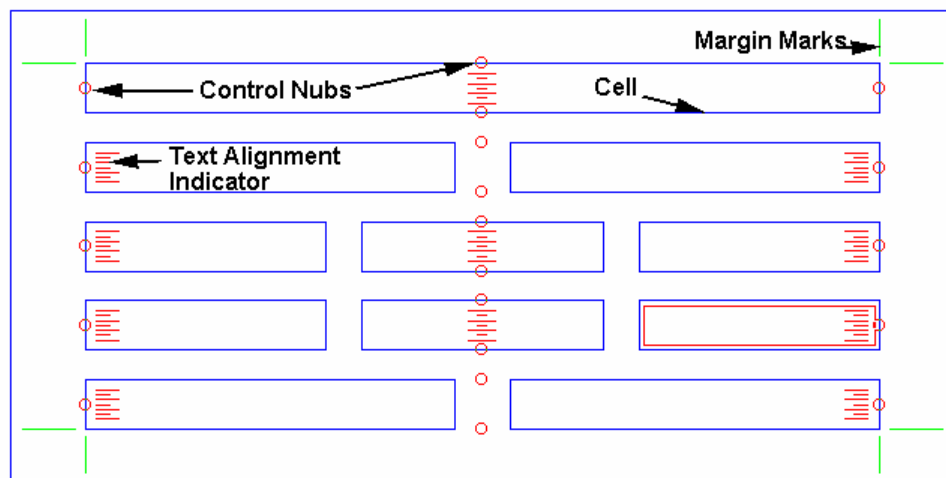 Margin Marks
Control Nubs
Cell
Text Alignment
Indicator